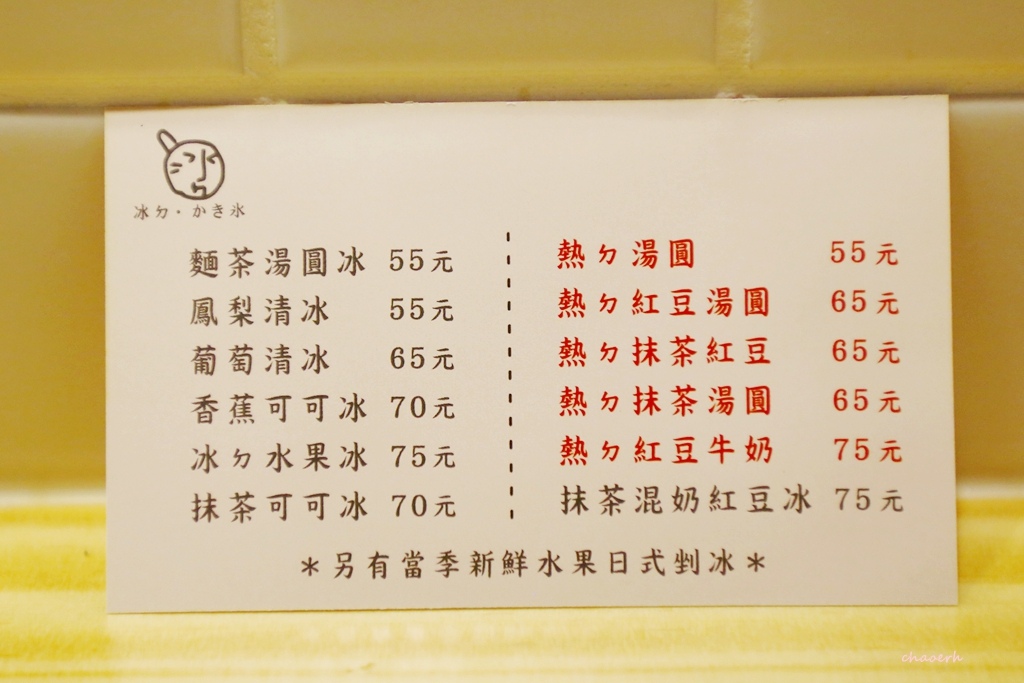 冰ㄉ·かき氷
麵茶湯圓冰 55元
鳳梨清冰 55元
葡萄清冰 65元
香蕉可可冰 70元
冰ㄉ水果冰 75元
抹茶可可冰 70元
熱ㄉ湯圓 55元
熱ㄉ紅豆湯圓 65元
熱ㄉ抹茶紅豆 65元
熱ㄉ抹茶湯圓 65元
熱ㄉ紅豆牛奶 75元
抹茶混奶紅豆冰 75元
*另有當季新鮮水果日式剉冰*
chaoerh